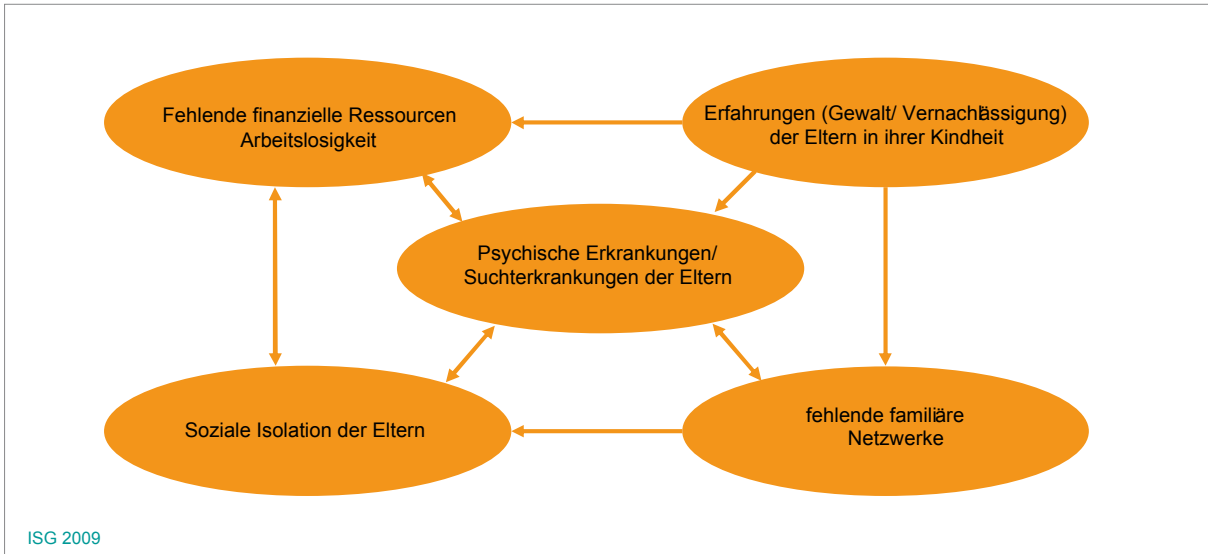 Fehlende finanzielle Ressourcen
Arbeitslosigkeit
Erfahrungen (Gewalt/ Vernachlässigung)
der Eltern in ihrer Kindheit
Psychische Erkrankungen/
Suchterkrankungen der Eltern
Soziale Isolation der Eltern
fehlende familiäre
Netzwerke
ISG 2009